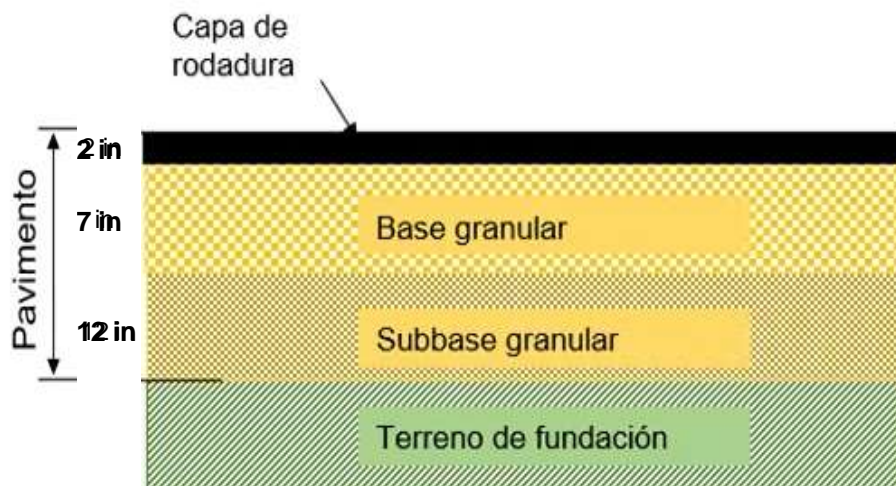 Capa de
rodadura
Pavimento
2 in
7 in
Base granular
12 in
Subbase granular
Terreno de fundación